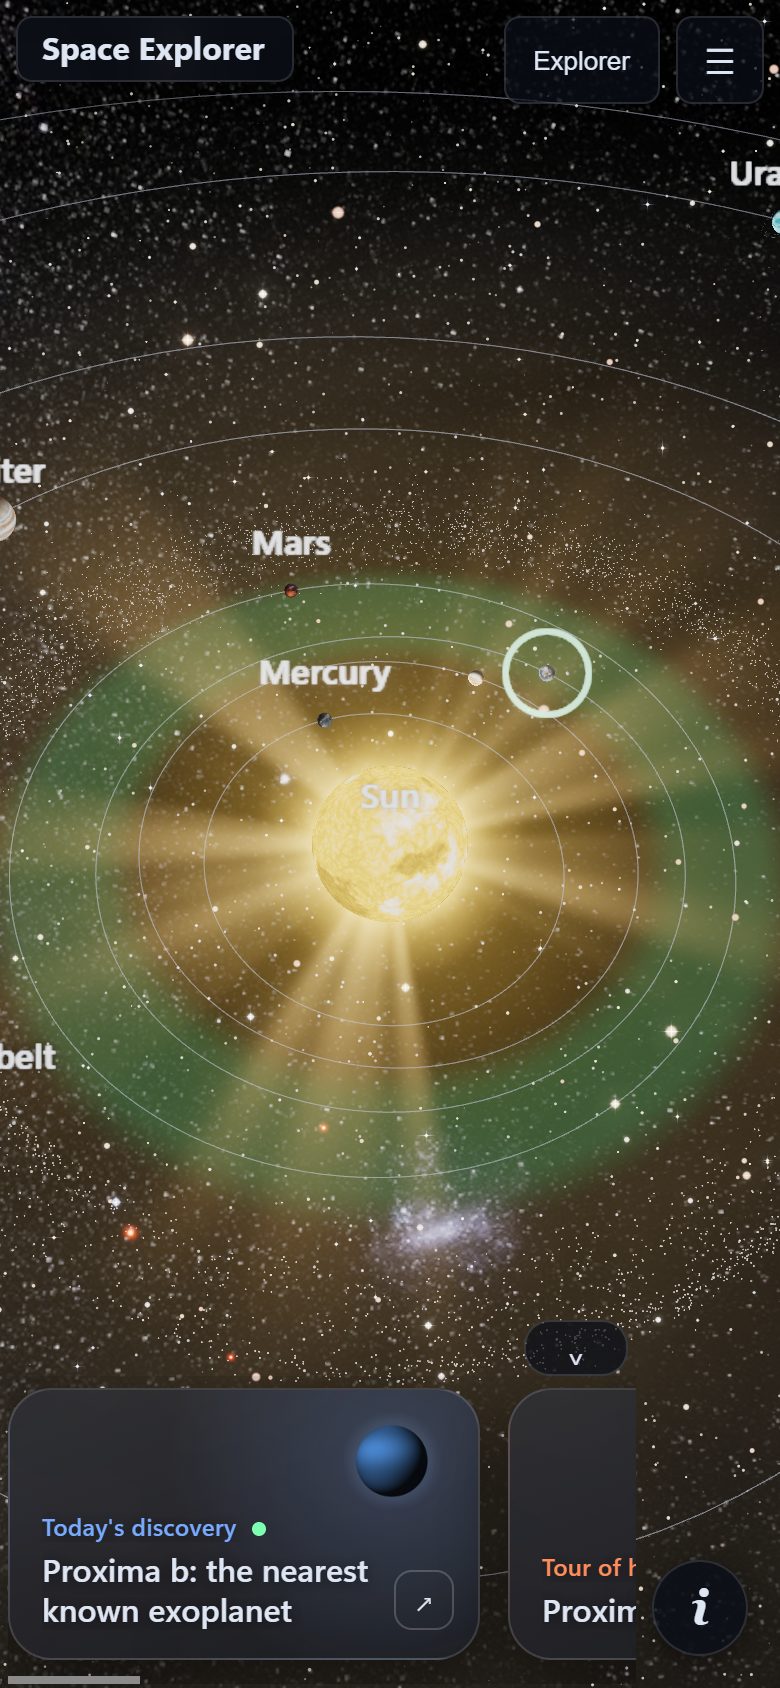 Space Explorer
Explorer
Ura
ter
Mars
Mercury
Sun
belt
Today's discovery
Proxima b: the nearest
known exoplanet
Tour of h
Proxim
i